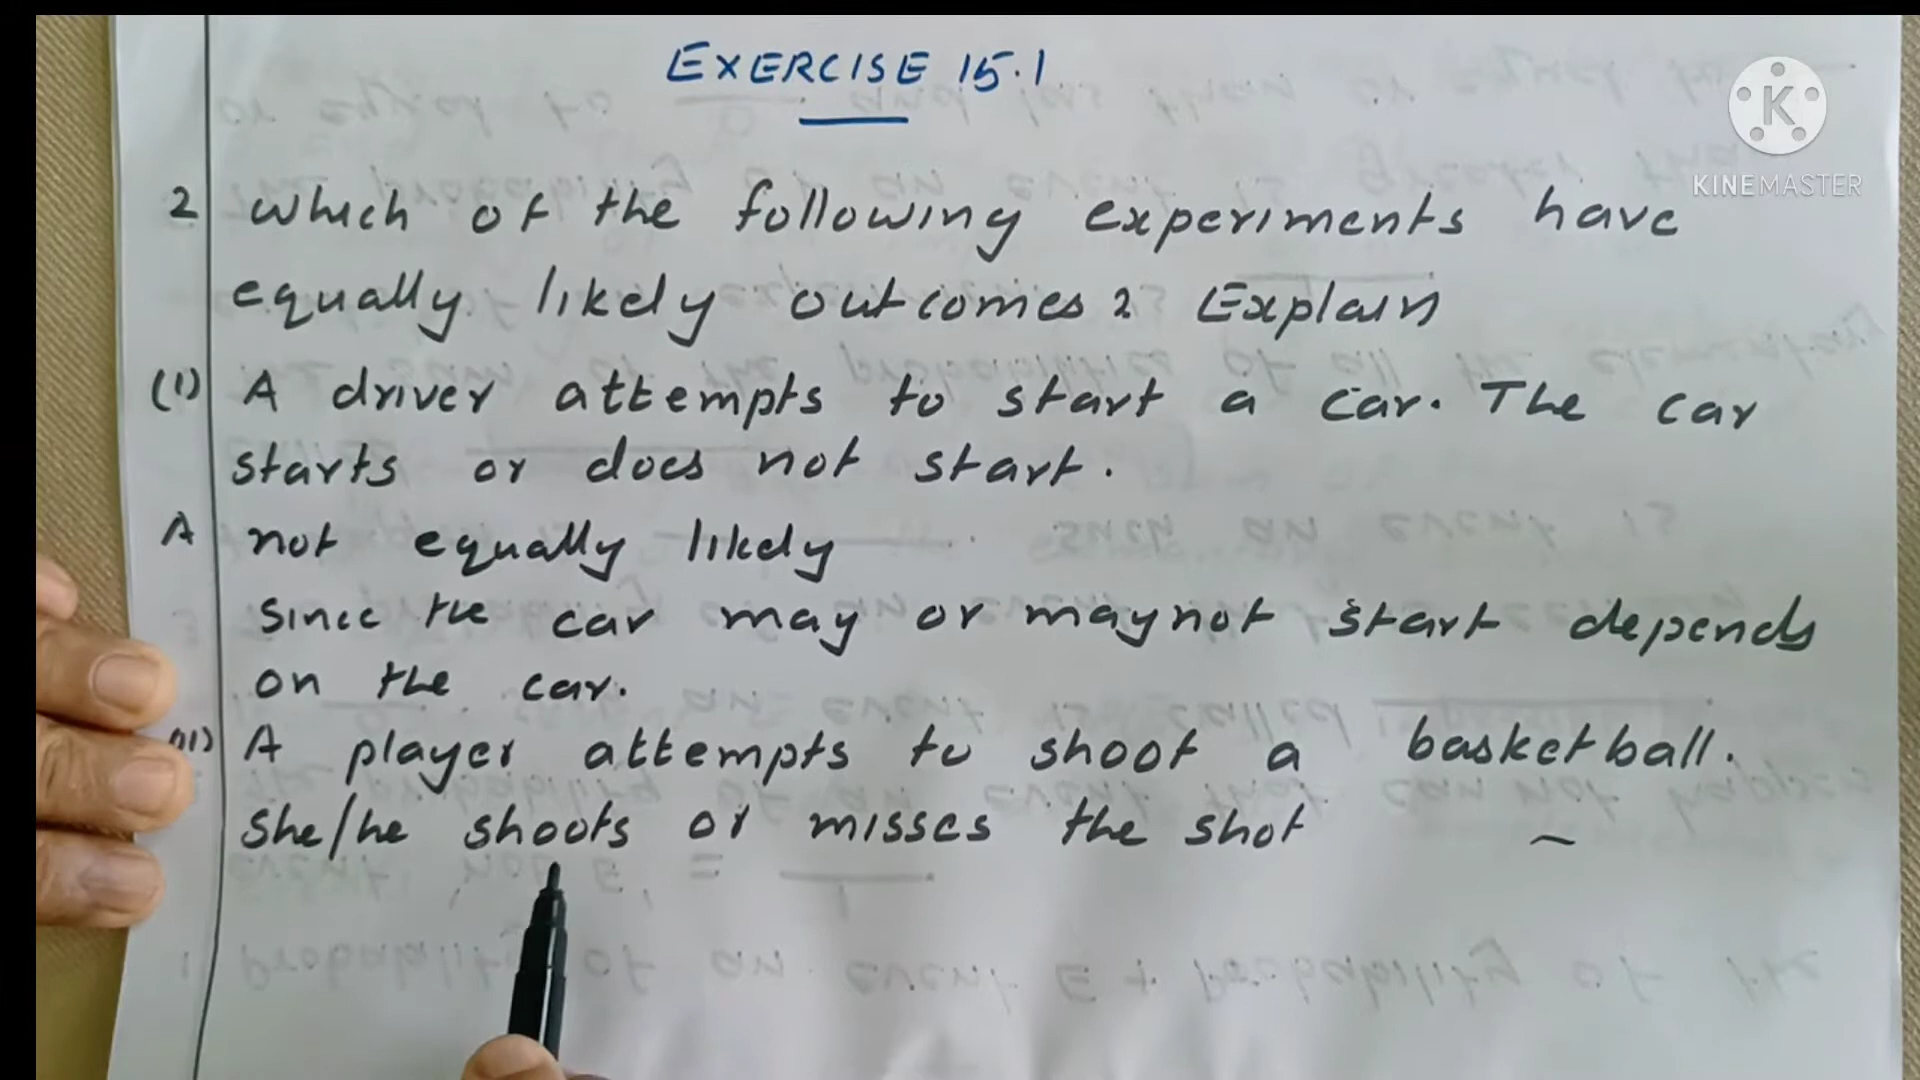 EXERCISE 15.1
K
KINEMASTER
2 which of the following experiments have
equally likely outcomes? Explain
(i) A driver attempts to start a car. The car
starts or does not start.
A not equally likely
since the car may or may not start depends
on the car.
(ii) A player attempts to shoot a basketball.
she/he shoots or misses the shot